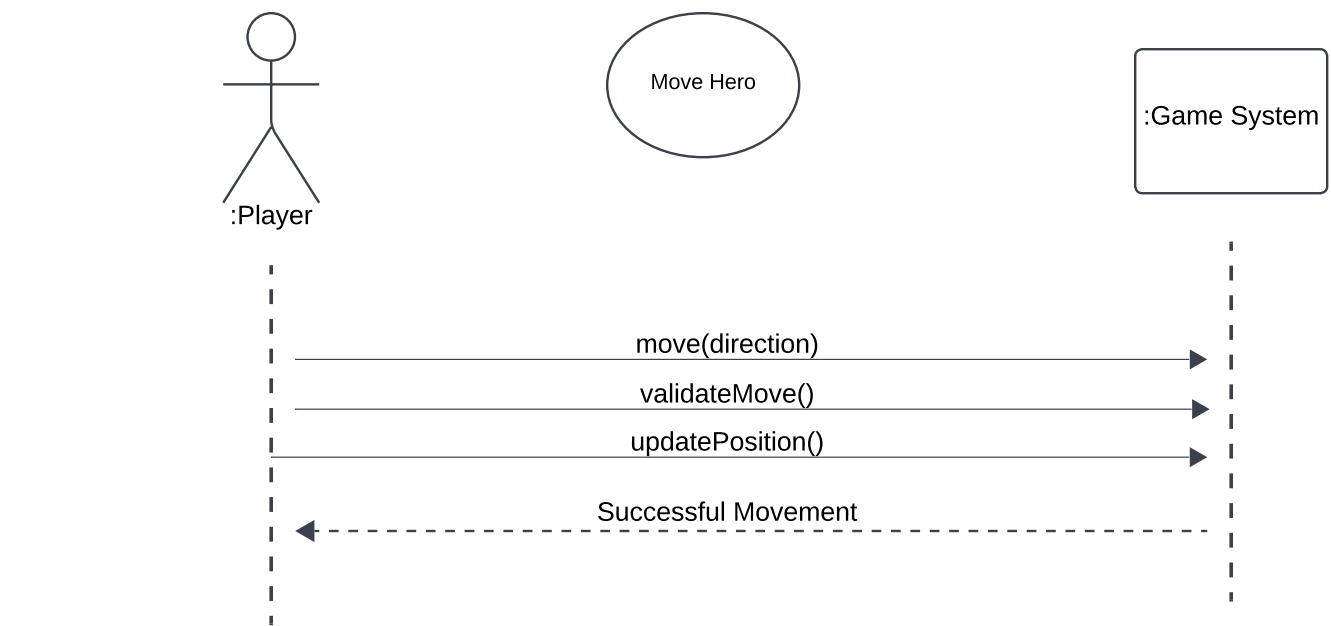 Move Hero
:Game System
:Player
move(direction)
validateMove()
updatePosition()
Successful Movement